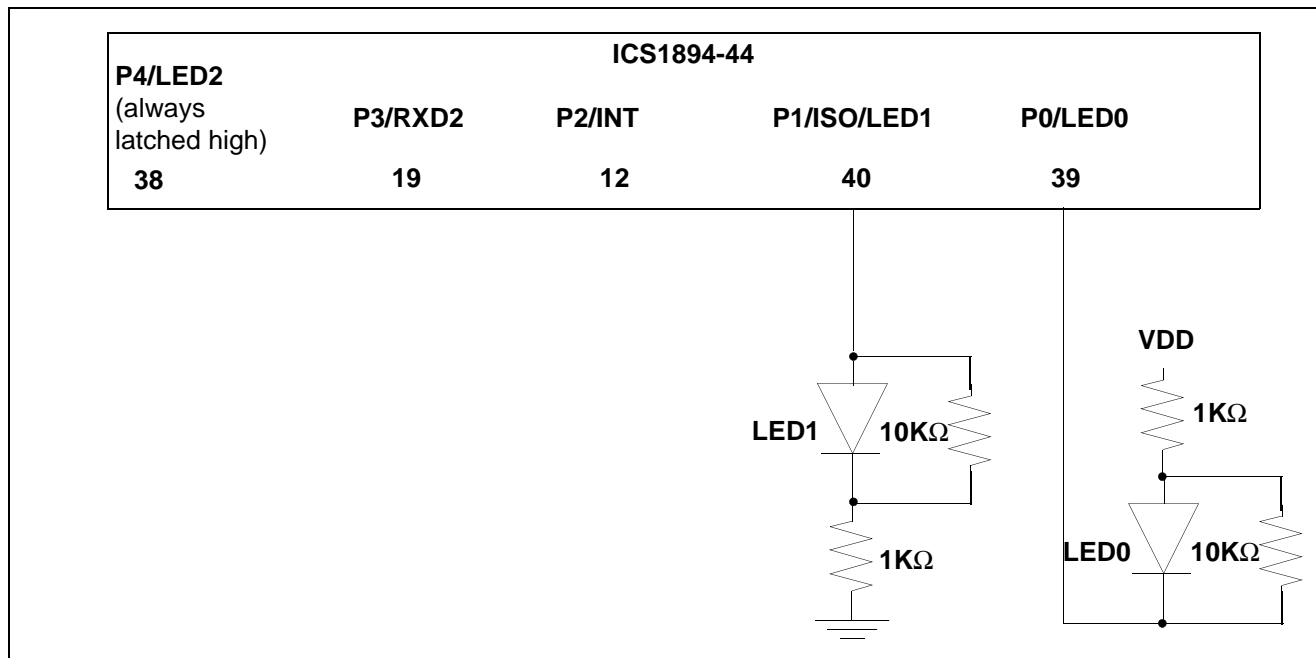 ICS1894-44
P4/LED2
(always
latched high)
P3/RXD2
P2/INT
P1/ISO/LED1
P0/LED0
38
19
12
40
39
VDD
1KΩ
LED1
10KΩ
1KΩ
LED0
10KΩ